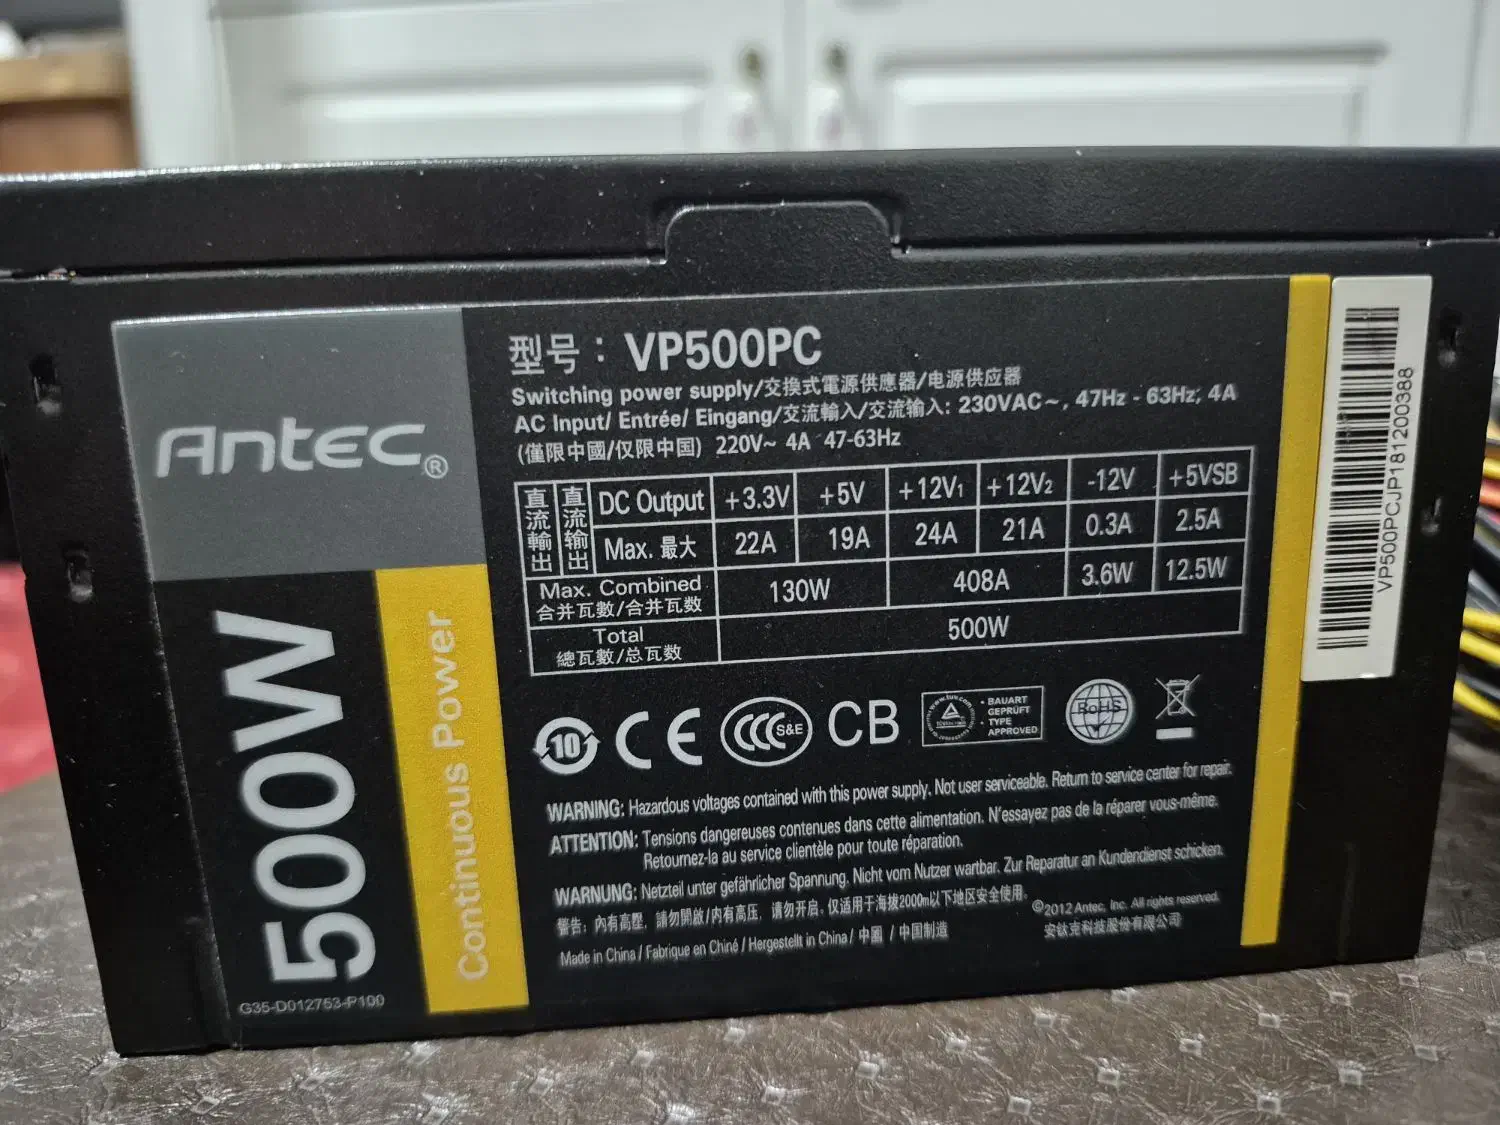 Antec®
500W
Continuous Power
G35-D012753-P100
型号：VP500PC
Switching power supply/交換式電源供應器/电源供应器
AC Input/ Entrée/ Eingang/交流輸入/交流输入: 230VAC~, 47Hz - 63Hz; 4A
(僅限中國/仅限中国) 220V~ 4A 47-63Hz
直流輸出 直流输出 DC Output +3.3V +5V +12V1 +12V2 -12V +5VSB
Max. 最大 22A 19A 24A 21A 0.3A 2.5A
Max. Combined 130W 408A 3.6W 12.5W
合并瓦數/合并瓦数
Total 500W
總瓦數/总瓦数
10 CE CCC S&E CB
www.tuv.com
• BAUART
GEPRÜFT
• TYPE
APPROVED
RoHS
WARNING: Hazardous voltages contained with this power supply. Not user serviceable. Return to service center for repair.
ATTENTION: Tensions dangereuses contenues dans cette alimentation. N'essayez pas de la réparer vous-même.
Retournez-la au service clientèle pour toute réparation.
WARNUNG: Netzteil unter gefährlicher Spannung. Nicht vom Nutzer wartbar. Zur Reparatur an Kundendienst schicken.
警告：內有高壓，請勿開啟/内有高压，请勿开启。仅适用于海拔2000m以下地区安全使用。
Made in China / Fabrique en Chiné / Hergestellt in China / 中國 / 中国制造
©2012 Antec, Inc. All rights reserved.
安鈦克科技股份有限公司
VP500PCJP181200388